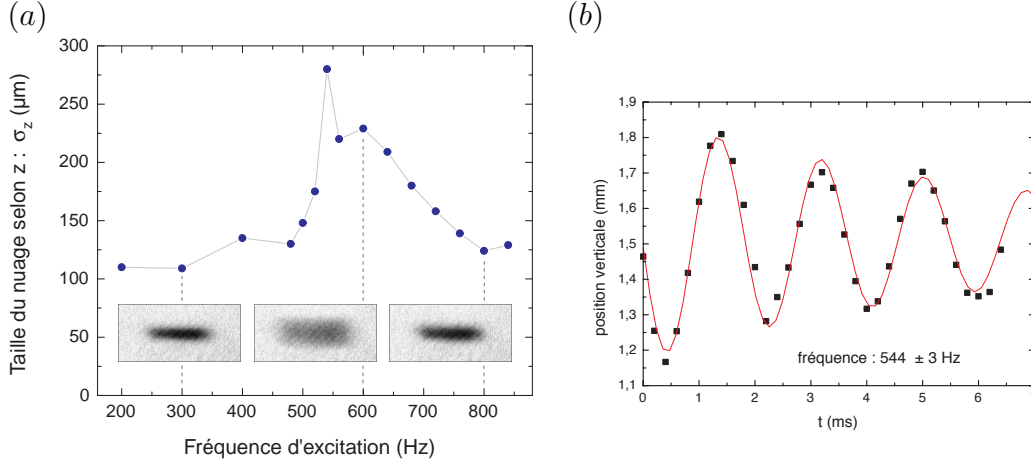 (a)
Taille du nuage selon z : σz (µm)
300
250
200
150
100
50
0
200 300 400 500 600 700 800
Fréquence d'excitation (Hz)
(b)
position verticale (mm)
1,9
1,8
1,7
1,6
1,5
1,4
1,3
1,2
1,1
fréquence : 544 ± 3 Hz
0 1 2 3 4 5 6 7
t (ms)